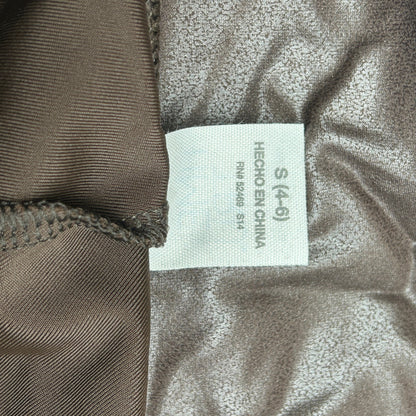 S (4-6)
HECHO EN CHINA
RN# 52469 S14